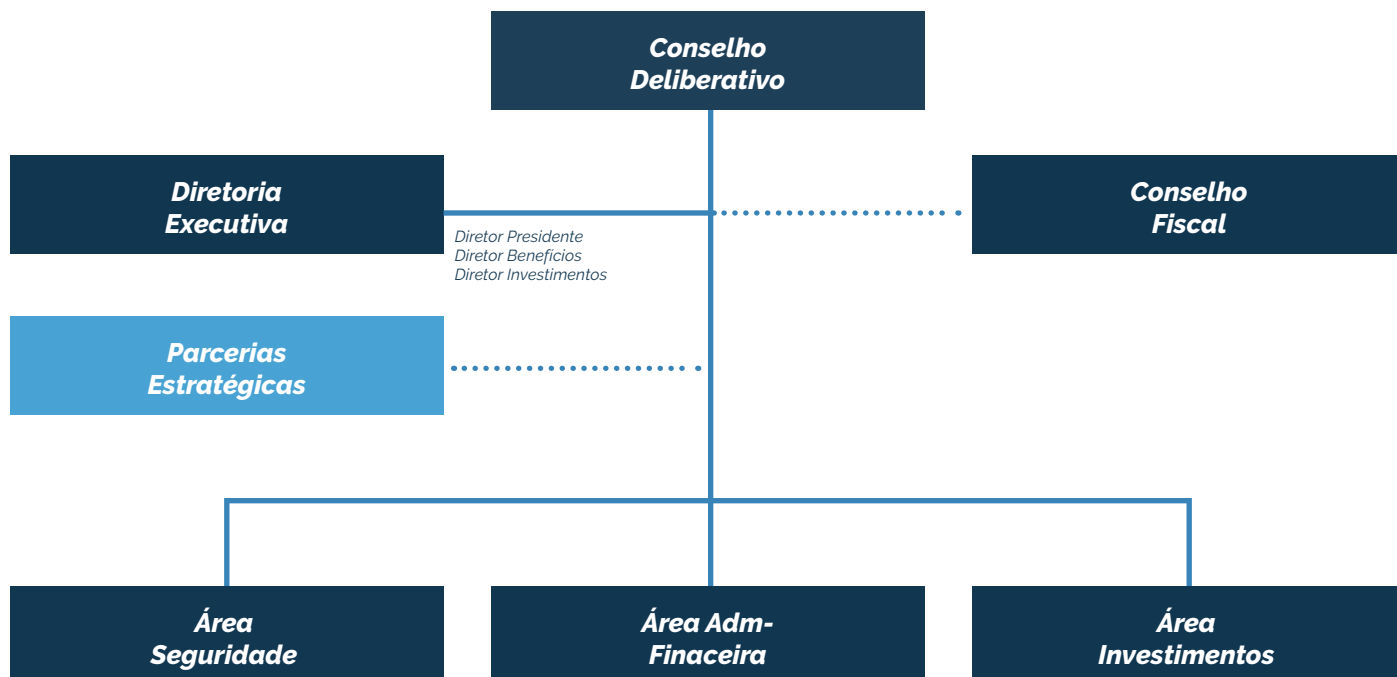 Conselho
Deliberativo
Diretoria
Executiva
Conselho
Fiscal
Diretor Presidente
Diretor Benefícios
Diretor Investimentos
Parcerias
Estratégicas
Área
Seguridade
Área Adm-
Finaceira
Área
Investimentos